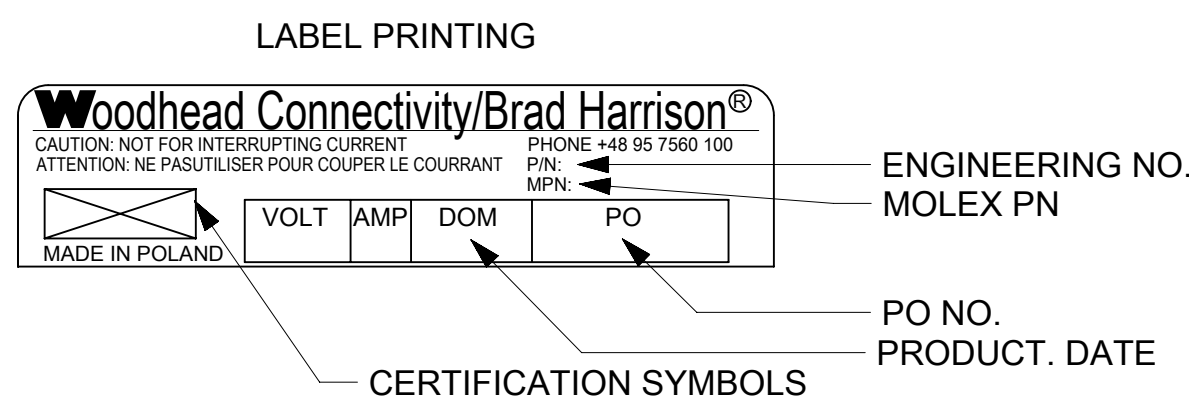 LABEL PRINTING
Woodhead Connectivity/Brad Harrison®
CAUTION: NOT FOR INTERRUPTING CURRENT
ATTENTION: NE PASUTILISER POUR COUPER LE COURRANT
PHONE +48 95 7560 100
P/N:
MPN:
ENGINEERING NO.
MOLEX PN
VOLT AMP DOM PO
MADE IN POLAND
PO NO.
PRODUCT. DATE
CERTIFICATION SYMBOLS